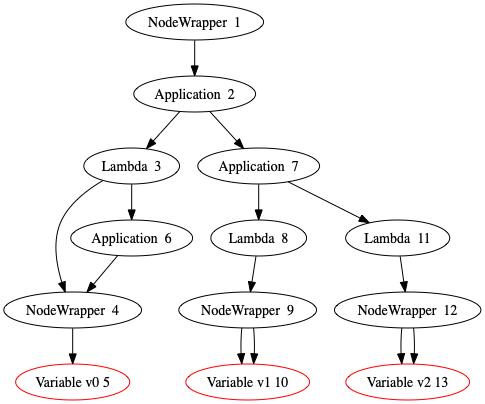 NodeWrapper 1
Application 2
Lambda 3
Application 7
Application 6
Lambda 8
Lambda 11
NodeWrapper 4
NodeWrapper 9
NodeWrapper 12
Variable v0 5
Variable v1 10
Variable v2 13